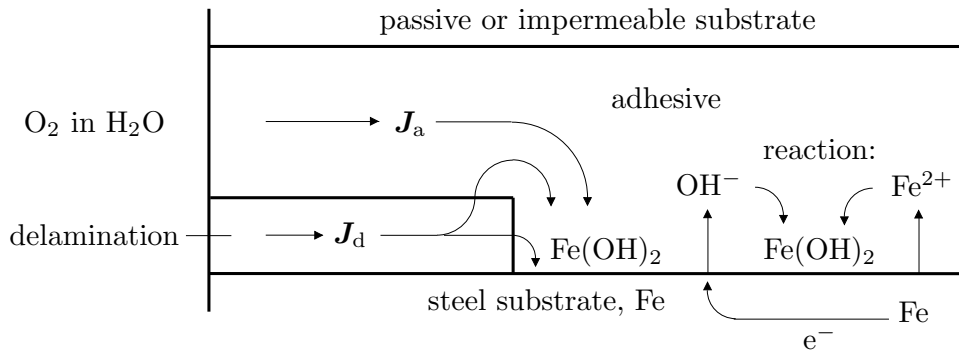 passive or impermeable substrate
adhesive
O₂ in H₂O
Jₐ
reaction:
OH⁻
Fe²⁺
delamination
J_d
Fe(OH)₂
Fe(OH)₂
steel substrate, Fe
Fe
e⁻